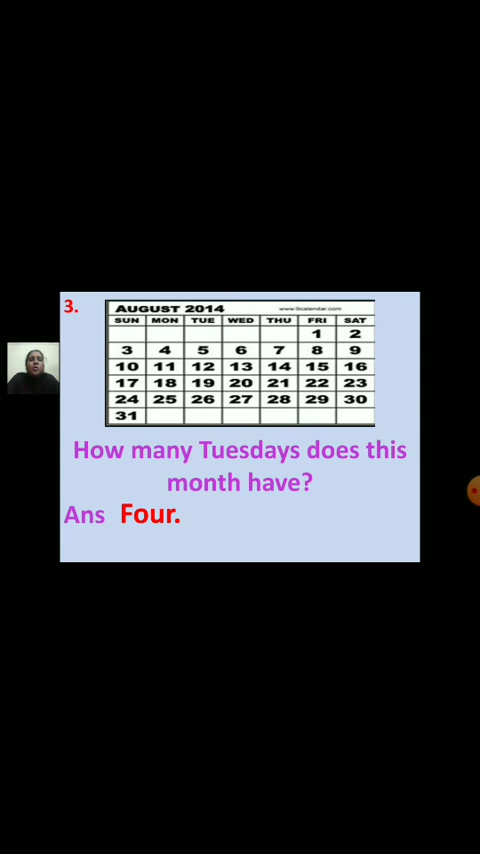 3.
AUGUST 2014 www.9calendar.com
SUN MON TUE WED THU FRI SAT
1 2
3 4 5 6 7 8 9
10 11 12 13 14 15 16
17 18 19 20 21 22 23
24 25 26 27 28 29 30
31
How many Tuesdays does this
month have?
Ans Four.